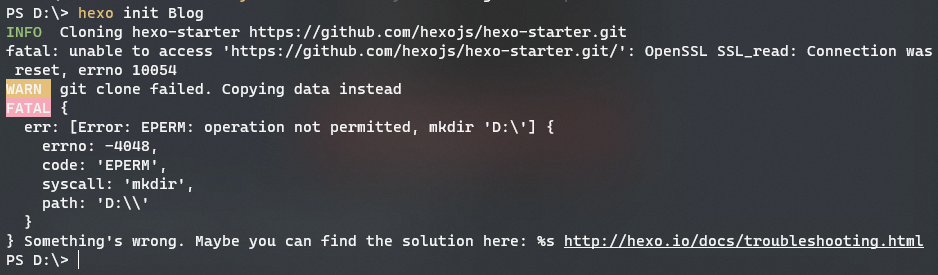 PS D:\> hexo init Blog
INFO  Cloning hexo-starter https://github.com/hexojs/hexo-starter.git
fatal: unable to access 'https://github.com/hexojs/hexo-starter.git/': OpenSSL SSL_read: Connection was
 reset, errno 10054
WARN  git clone failed. Copying data instead
FATAL {
  err: [Error: EPERM: operation not permitted, mkdir 'D:\'] {
    errno: -4048,
    code: 'EPERM',
    syscall: 'mkdir',
    path: 'D:\\'
  }
} Something's wrong. Maybe you can find the solution here: %s http://hexo.io/docs/troubleshooting.html
PS D:\>